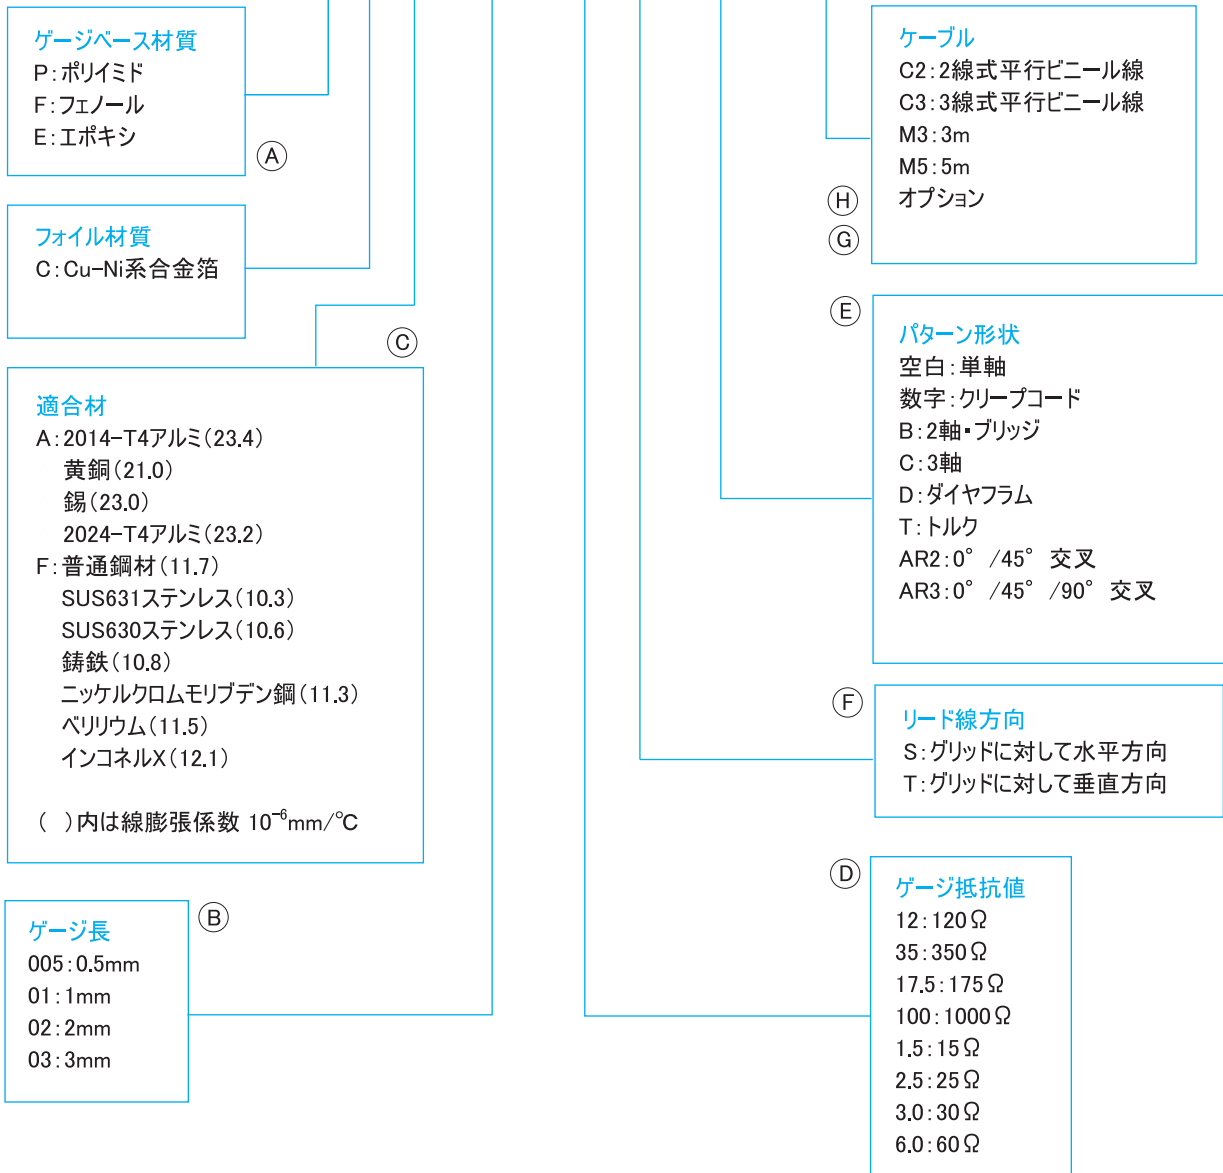 ゲージベース材質
P:ポリイミド
F:フェノール
E:エポキシ
A
フォイル材質
C:Cu-Ni系合金箔
C
適合材
A:2014-T4アルミ(23.4)
黄銅(21.0)
錫(23.0)
2024-T4アルミ(23.2)
F:普通鋼材(11.7)
SUS631ステンレス(10.3)
SUS630ステンレス(10.6)
鋳鉄(10.8)
ニッケルクロムモリブデン鋼(11.3)
ベリリウム(11.5)
インコネルX(12.1)
( )内は線膨張係数 10⁻⁶mm/℃
B
ゲージ長
005:0.5mm
01:1mm
02:2mm
03:3mm
ケーブル
C2:2線式平行ビニール線
C3:3線式平行ビニール線
M3:3m
M5:5m
オプション
H
G
E
パターン形状
空白:単軸
数字:クリープコード
B:2軸・ブリッジ
C:3軸
D:ダイヤフラム
T:トルク
AR2:0° /45° 交叉
AR3:0° /45° /90° 交叉
F
リード線方向
S:グリッドに対して水平方向
T:グリッドに対して垂直方向
D
ゲージ抵抗値
12:120Ω
35:350Ω
17.5:175Ω
100:1000Ω
1.5:15Ω
2.5:25Ω
3.0:30Ω
6.0:60Ω